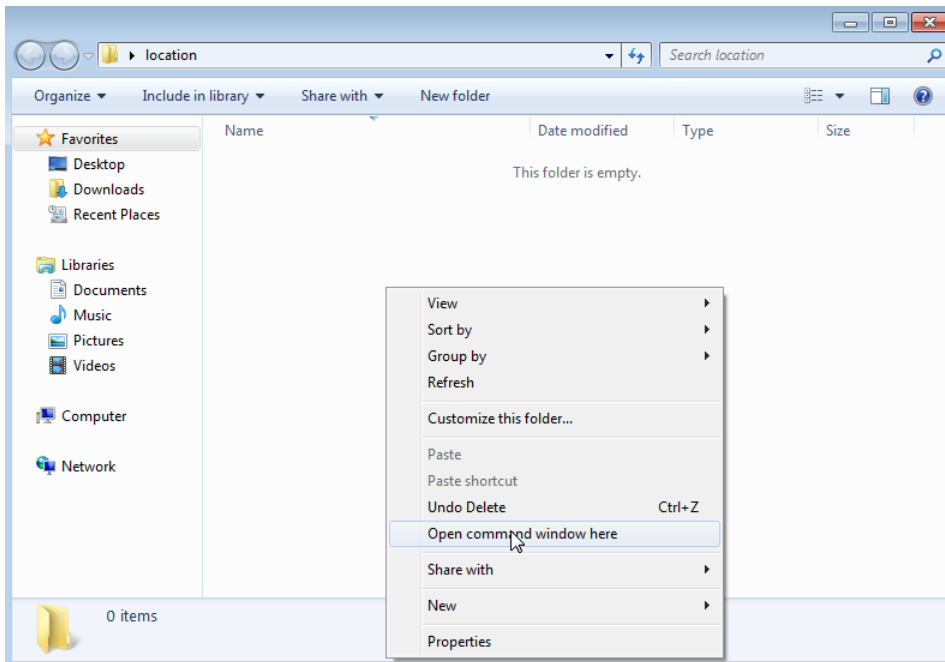 location
Search location
Organize
Include in library
Share with
New folder
Name
Date modified
Type
Size
This folder is empty.
Favorites
Desktop
Downloads
Recent Places
Libraries
Documents
Music
Pictures
Videos
Computer
Network
View
Sort by
Group by
Refresh
Customize this folder...
Paste
Paste shortcut
Undo Delete Ctrl+Z
Open command window here
Share with
New
Properties
0 items